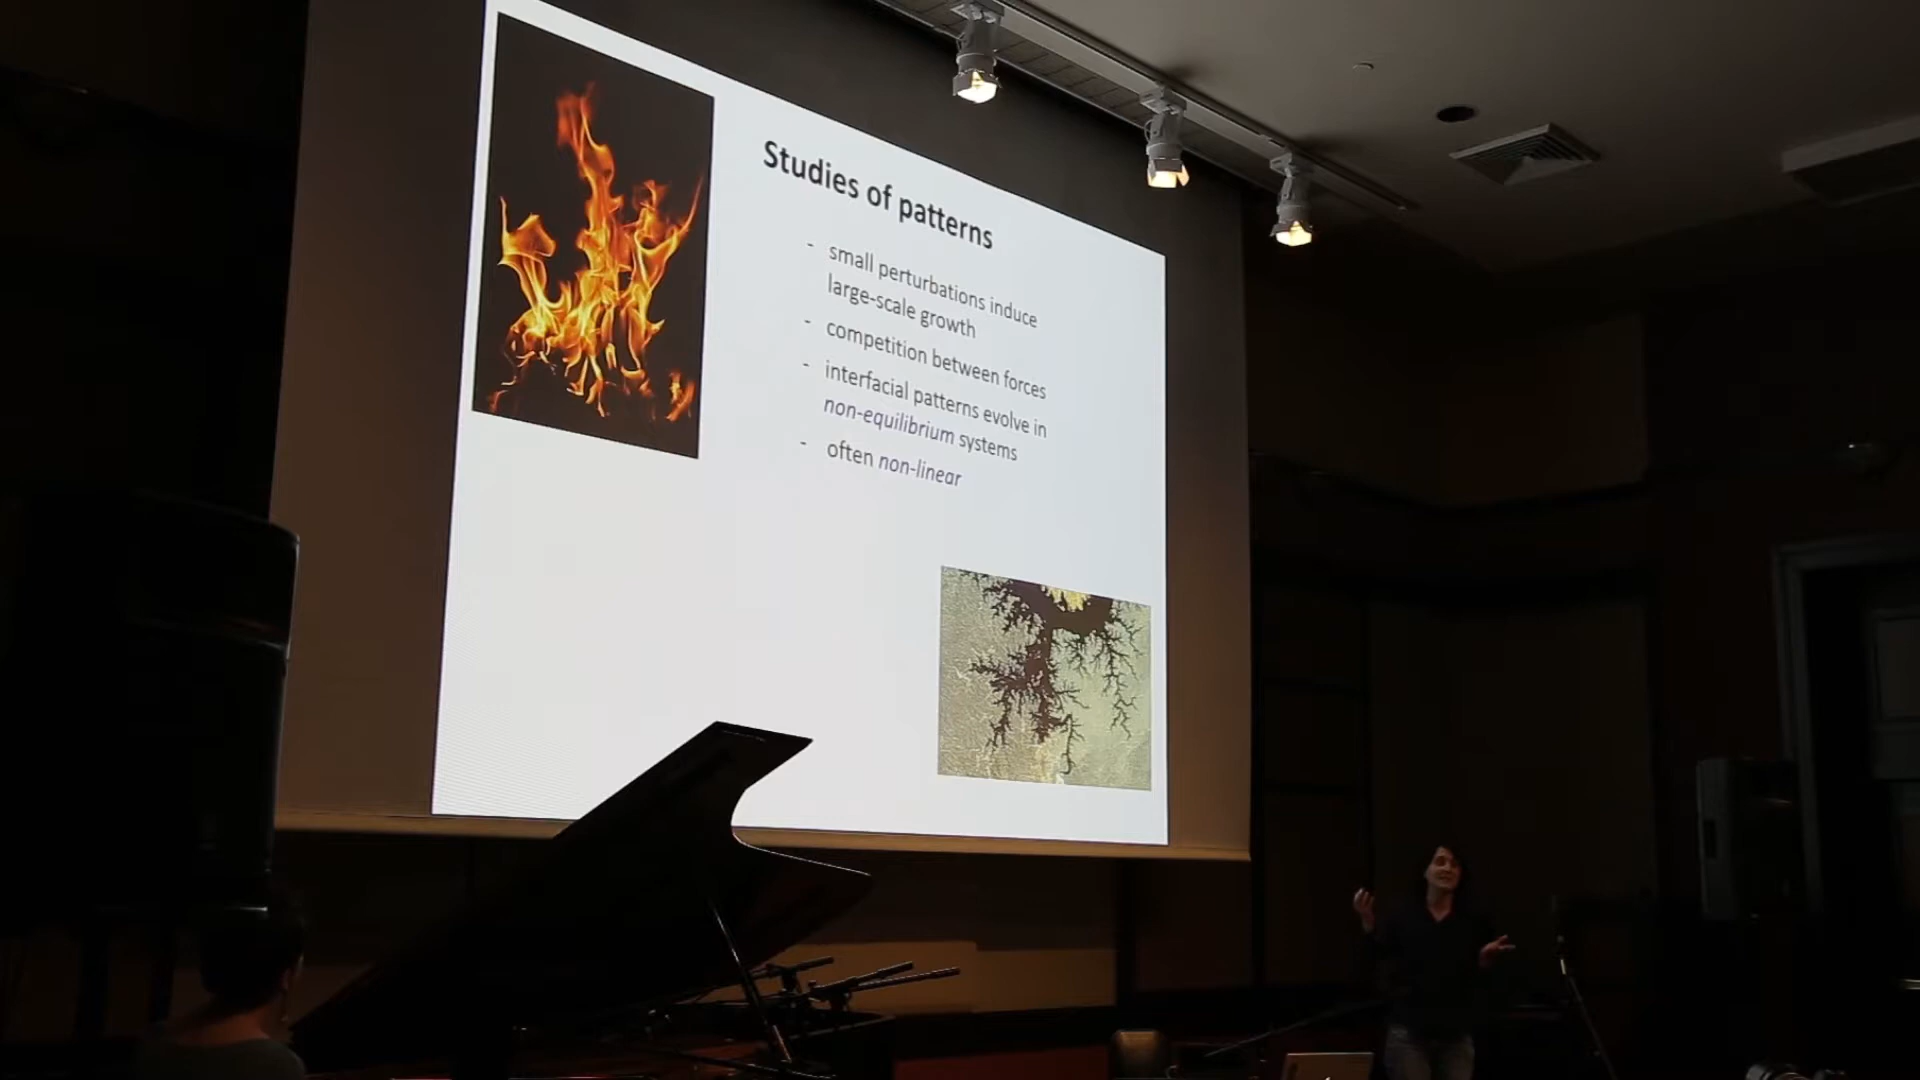 Studies of patterns
- small perturbations induce
large-scale growth
- competition between forces
- interfacial patterns evolve in
non-equilibrium systems
- often non-linear